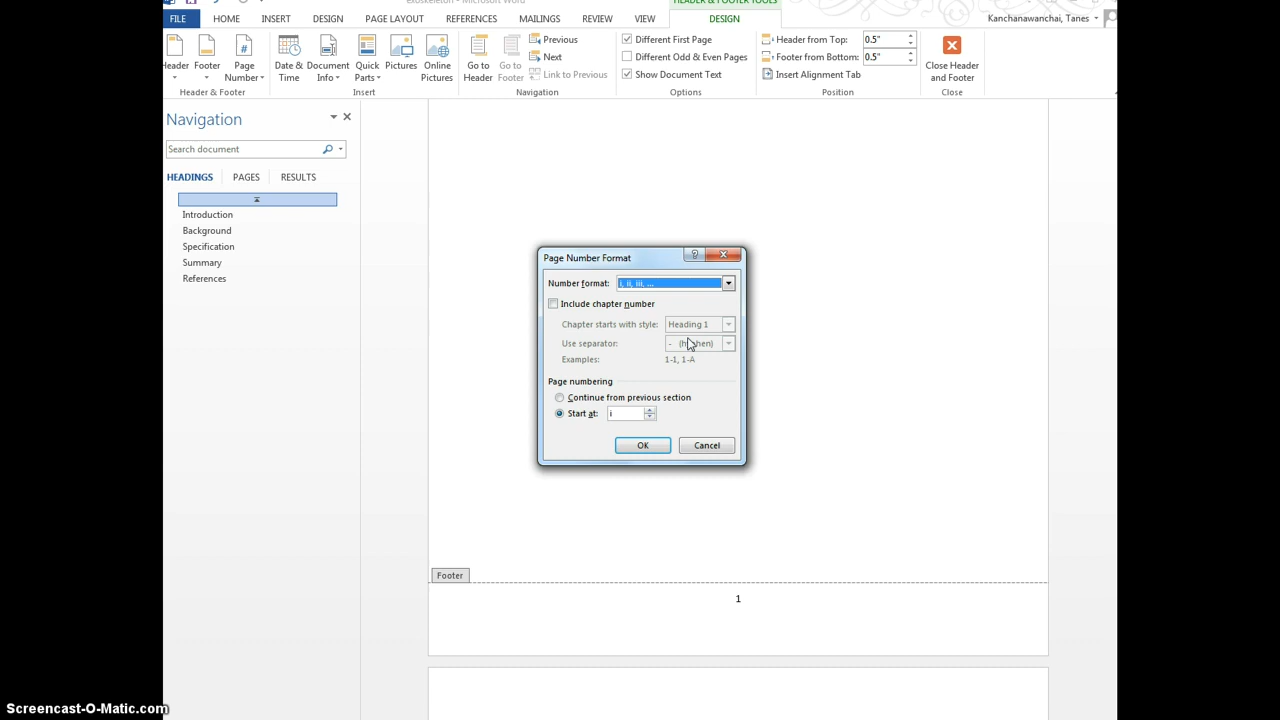 HEADER & FOOTER TOOLS
FILE HOME INSERT DESIGN PAGE LAYOUT REFERENCES MAILINGS REVIEW VIEW DESIGN Kanchanawanchai, Tanes
Header Footer Page Number
Date & Time Document Info Quick Parts Pictures Online Pictures
Go to Header Go to Footer Previous
Next
Link to Previous
Different First Page
Different Odd & Even Pages
Show Document Text
Header from Top: 0.5"
Footer from Bottom: 0.5"
Insert Alignment Tab
Close Header and Footer
Header & Footer Insert Navigation Options Position Close
Navigation
Search document
HEADINGS PAGES RESULTS
Introduction
Background
Specification
Summary
References
Page Number Format
Number format: i, ii, iii, ...
Include chapter number
Chapter starts with style: Heading 1
Use separator: - (hyphen)
Examples: 1-1, 1-A
Page numbering
Continue from previous section
Start at: i
OK Cancel
Footer
1
Screencast-O-Matic.com